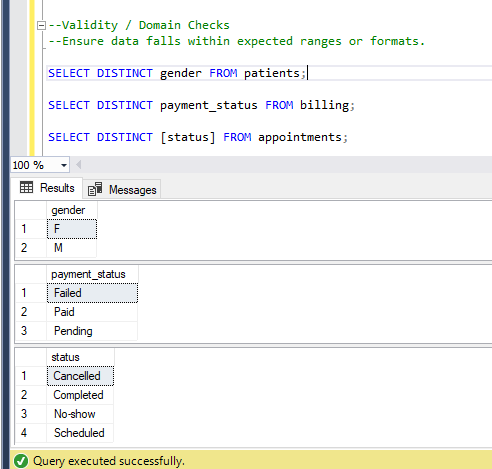 --Validity / Domain Checks
--Ensure data falls within expected ranges or formats.
SELECT DISTINCT gender FROM patients;
SELECT DISTINCT payment_status FROM billing;
SELECT DISTINCT [status] FROM appointments;
100 %
Results Messages
gender
1 F
2 M
payment_status
1 Failed
2 Paid
3 Pending
status
1 Cancelled
2 Completed
3 No-show
4 Scheduled
Query executed successfully.